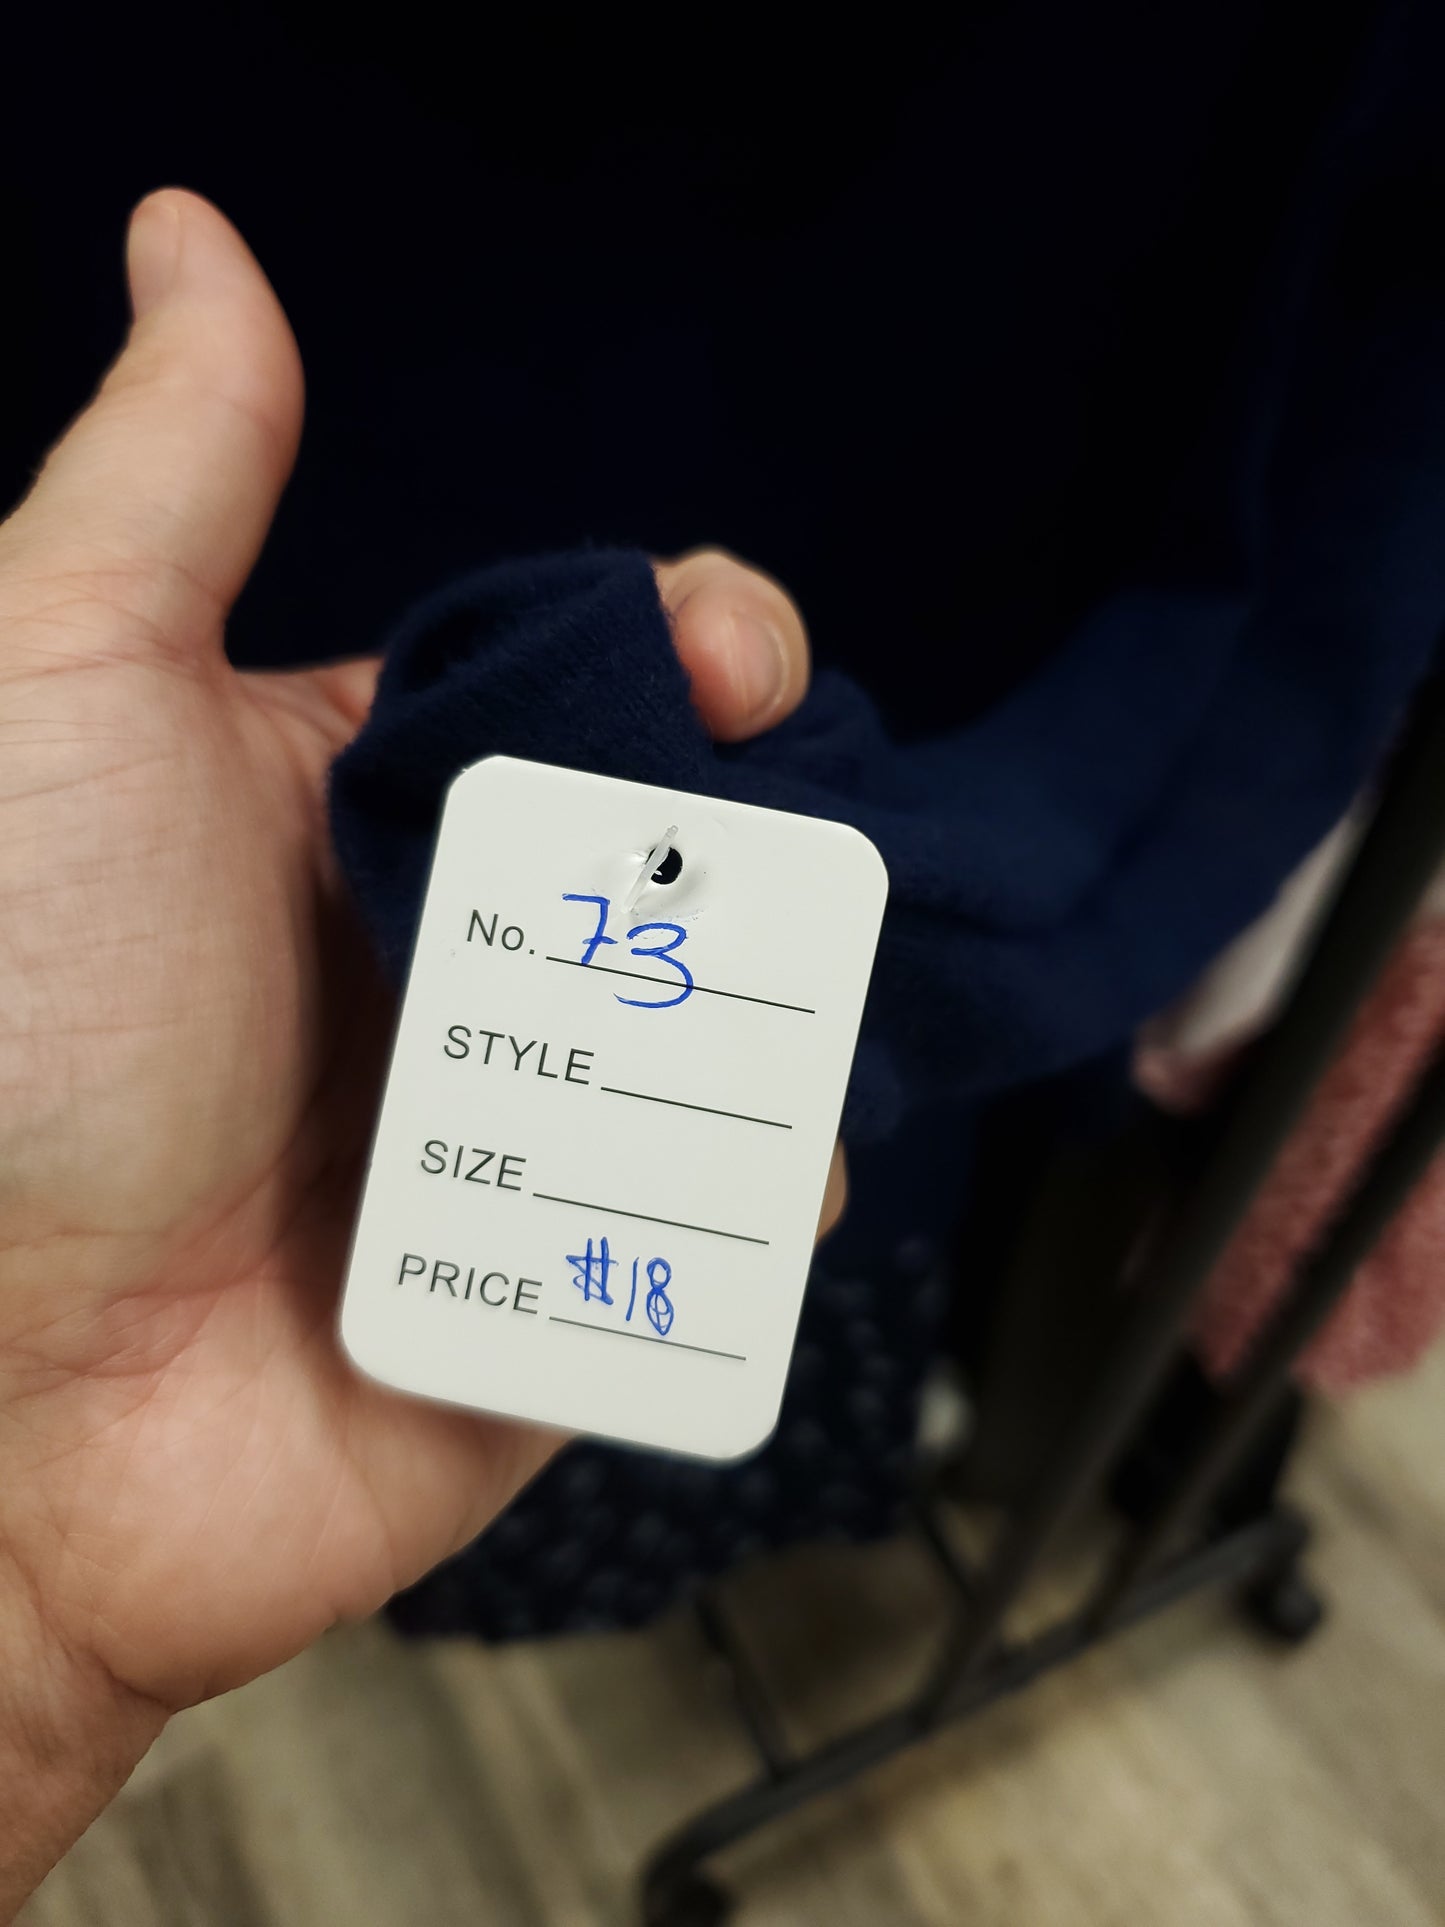 No. 73
STYLE
SIZE
PRICE $18